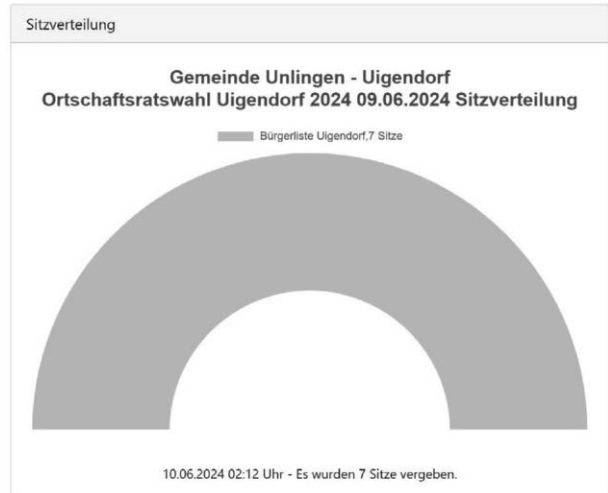 Sitzverteilung
Gemeinde Unlingen - Uigendorf
Ortschaftsratswahl Uigendorf 2024 09.06.2024 Sitzverteilung
Bürgerliste Uigendorf,7 Sitze
10.06.2024 02:12 Uhr - Es wurden 7 Sitze vergeben.